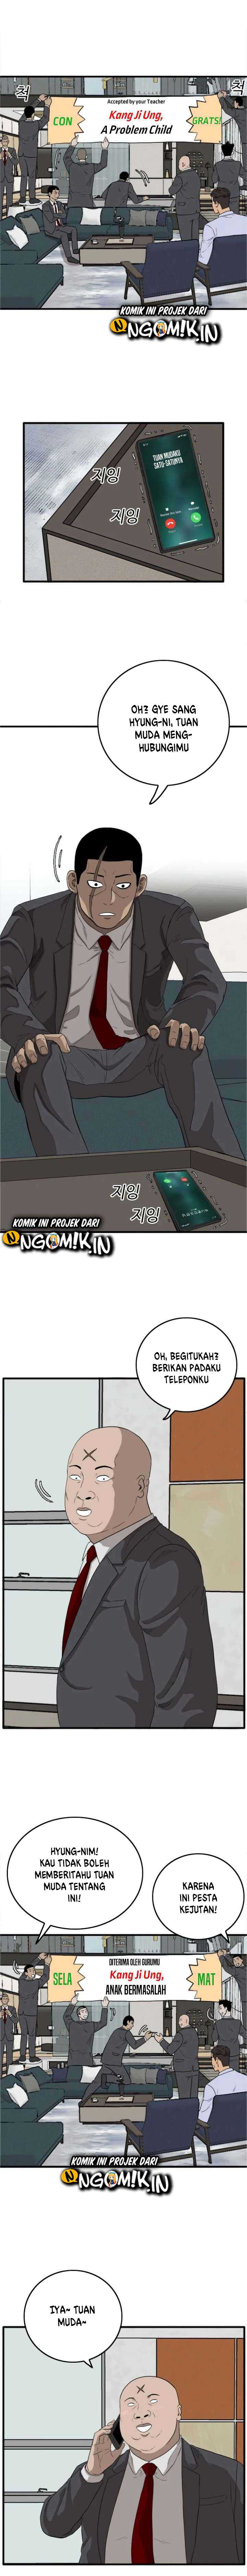 척
척
Accepted by your Teacher
CON
Kang Ji Ung,
GRATS!
A Problem Child
KOMIK INI PROJEK DARI
NGOMIK.IN
TUAN MUDAKU
SATU-SATUNYA
지잉
지잉
OH? GYE SANG
HYUNG-NI, TUAN
MUDA MENG-
HUBUNGIMU
지잉
지잉
KOMIK INI PROJEK DARI
NGOMIK.IN
OH, BEGITUKAH?
BERIKAN PADAKU
TELEPONKU
HYUNG-NIM!
KAU TIDAK BOLEH
MEMBERITAHU TUAN
MUDA TENTANG
INI!
KARENA
INI PESTA
KEJUTAN!
DITERIMA OLEH GURUMU
SELA
Kang Ji Ung,
MAT
ANAK BERMASALAH
KOMIK INI PROJEK DARI
NGOMIK.IN
IYA~ TUAN
MUDA~